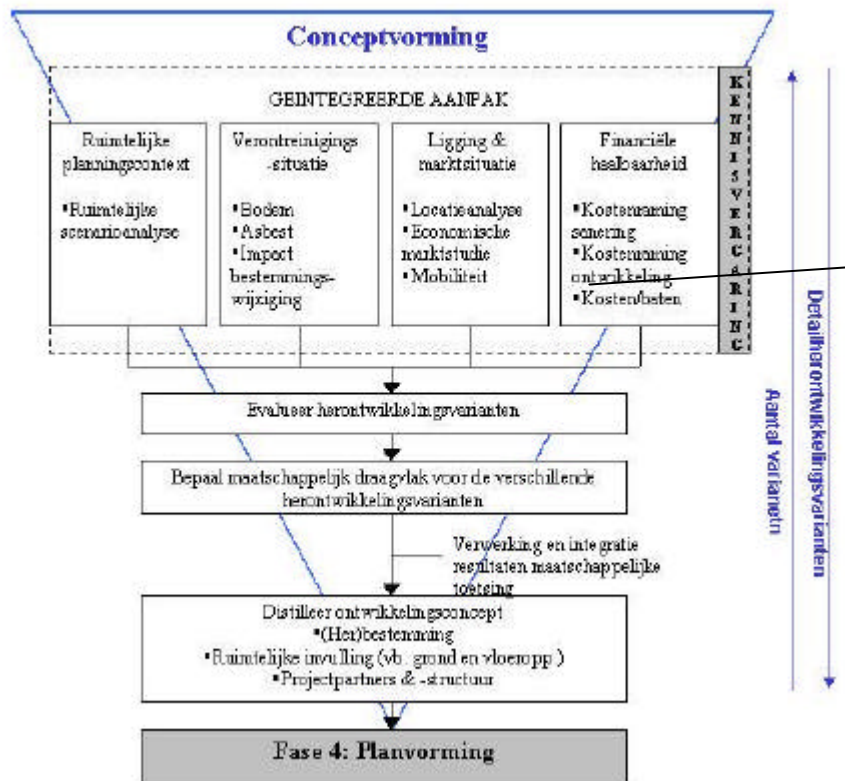 Conceptvorming
GEINTEGREERDE AANPAK
Ruimtelijke
planningscontext
▪Ruimtelijke
scenarioanalyse
Verontreinigings
-situatie
▪Bodem
▪Asbest
▪Impact
bestemmings-
wijziging
Ligging &
marktsituatie
▪Locatieanalyse
▪Economische
marktstudie
▪Mobiliteit
Financiële
haalbaarheid
▪Kostenraming
sanering
▪Kostenraming
ontwikkeling
▪Kosten/baten
KENNISVERGARING
Evalueer herontwikkelingsvarianten
Bepaal maatschappelijk draagvlak voor de verschillende
herontwikkelingsvarianten
Verwerking en integratie
resultaten maatschappelijke
toetsing
Distilleer ontwikkelingsconcept
▪(Her)bestemming
▪Ruimtelijke invulling (vb. grond en vloeropp.)
▪Projectpartners & -structuur
Fase 4: Planvorming
Aantal varianetn
Detailherontwikkelingsvarianten